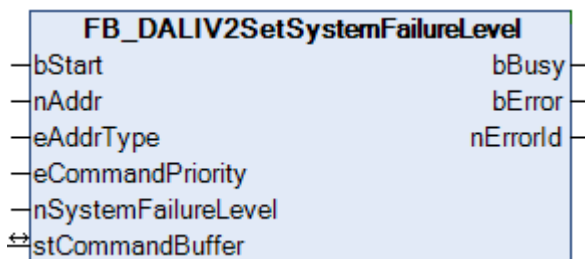 FB_DALIV2SetSystemFailureLevel
bStart bBusy
nAddr bError
eAddrType nErrorId
eCommandPriority
nSystemFailureLevel
stCommandBuffer